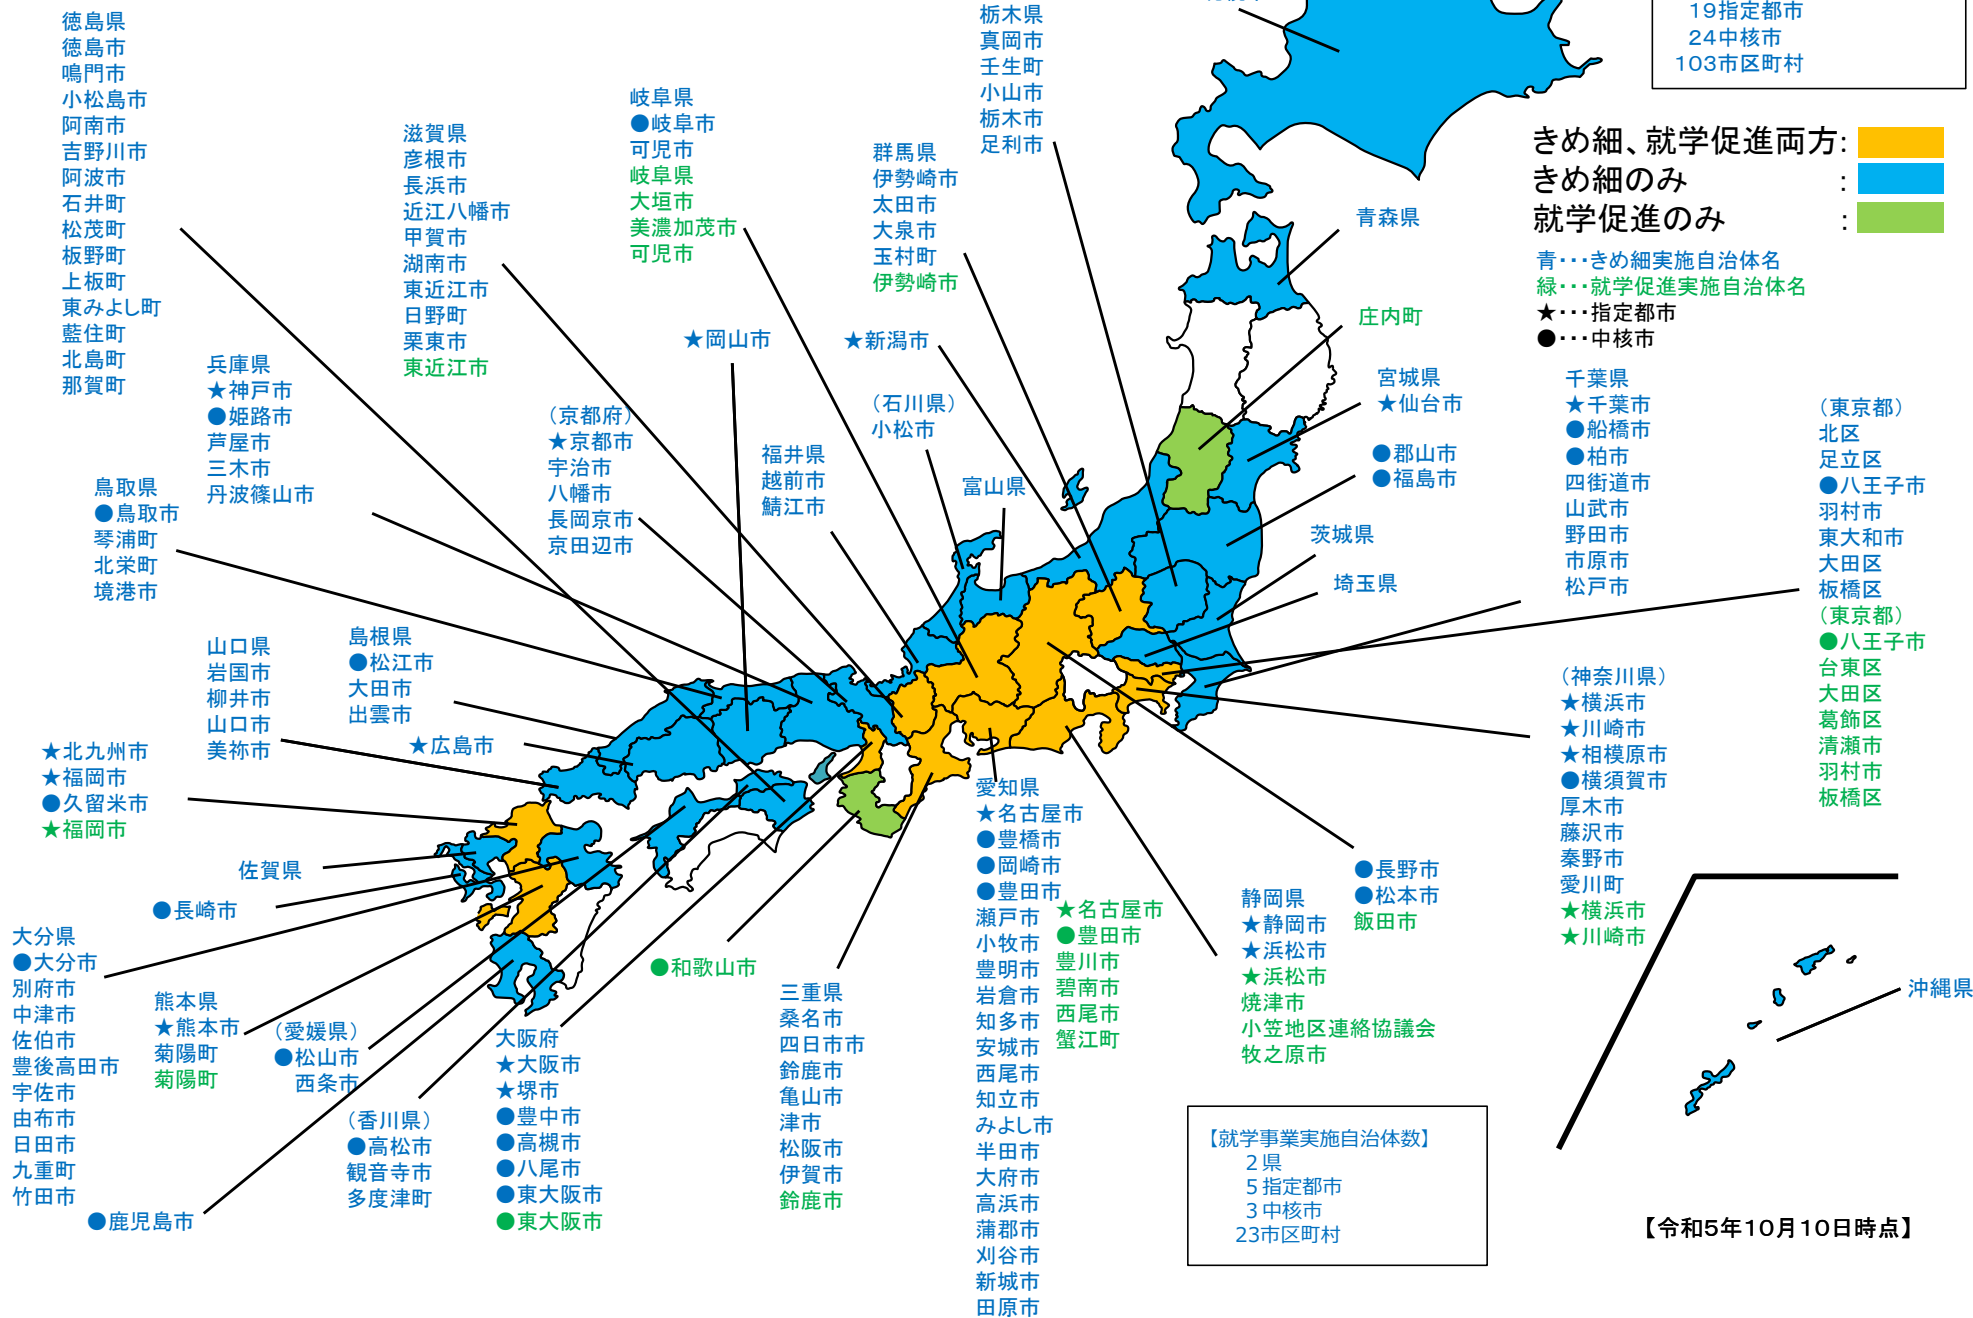 徳島県
徳島市
鳴門市
小松島市
阿南市
吉野川市
阿波市
石井町
松茂町
板野町
上板町
東みよし町
藍住町
北島町
那賀町
滋賀県
彦根市
長浜市
近江八幡市
甲賀市
湖南市
東近江市
日野町
栗東市
東近江市
岐阜県
●岐阜市
可児市
岐阜県
大垣市
美濃加茂市
可児市
群馬県
伊勢崎市
太田市
大泉市
玉村町
伊勢崎市
栃木県
真岡市
壬生町
小山市
栃木市
足利市
19指定都市
24中核市
103市区町村
きめ細、就学促進両方:
きめ細のみ :
就学促進のみ :
青・・・きめ細実施自治体名
緑・・・就学促進実施自治体名
★・・・指定都市
●・・・中核市
青森県
庄内町
宮城県
★仙台市
●郡山市
●福島市
茨城県
埼玉県
千葉県
★千葉市
●船橋市
●柏市
四街道市
山武市
野田市
市原市
松戸市
（東京都）
北区
足立区
●八王子市
羽村市
東大和市
大田区
板橋区
（東京都）
●八王子市
台東区
大田区
葛飾区
清瀬市
羽村市
板橋区
（神奈川県）
★横浜市
★川崎市
★相模原市
●横須賀市
厚木市
藤沢市
秦野市
愛川町
★横浜市
★川崎市
兵庫県
★神戸市
●姫路市
芦屋市
三木市
丹波篠山市
（京都府）
★京都市
宇治市
八幡市
長岡京市
京田辺市
★岡山市
★新潟市
（石川県）
小松市
福井県
越前市
鯖江市
富山県
鳥取県
●鳥取市
琴浦町
北栄町
境港市
山口県
岩国市
柳井市
山口市
美祢市
島根県
●松江市
大田市
出雲市
★広島市
★北九州市
★福岡市
●久留米市
★福岡市
佐賀県
●長崎市
大分県
●大分市
別府市
中津市
佐伯市
豊後高田市
宇佐市
由布市
日田市
九重町
竹田市
熊本県
★熊本市
菊陽町
菊陽町
●鹿児島市
（愛媛県）
●松山市
西条市
（香川県）
●高松市
観音寺市
多度津町
大阪府
★大阪市
★堺市
●豊中市
●高槻市
●八尾市
●東大阪市
●東大阪市
●和歌山市
三重県
桑名市
四日市市
鈴鹿市
亀山市
津市
松阪市
伊賀市
鈴鹿市
愛知県
★名古屋市
●豊橋市
●岡崎市
●豊田市
瀬戸市
小牧市
豊明市
岩倉市
知多市
安城市
西尾市
知立市
みよし市
半田市
大府市
高浜市
蒲郡市
刈谷市
新城市
田原市
★名古屋市
●豊田市
豊川市
碧南市
西尾市
蟹江町
静岡県
★静岡市
★浜松市
★浜松市
焼津市
小笠地区連絡協議会
牧之原市
●長野市
●松本市
飯田市
沖縄県
【就学事業実施自治体数】
2県
5指定都市
3中核市
23市区町村
【令和5年10月10日時点】